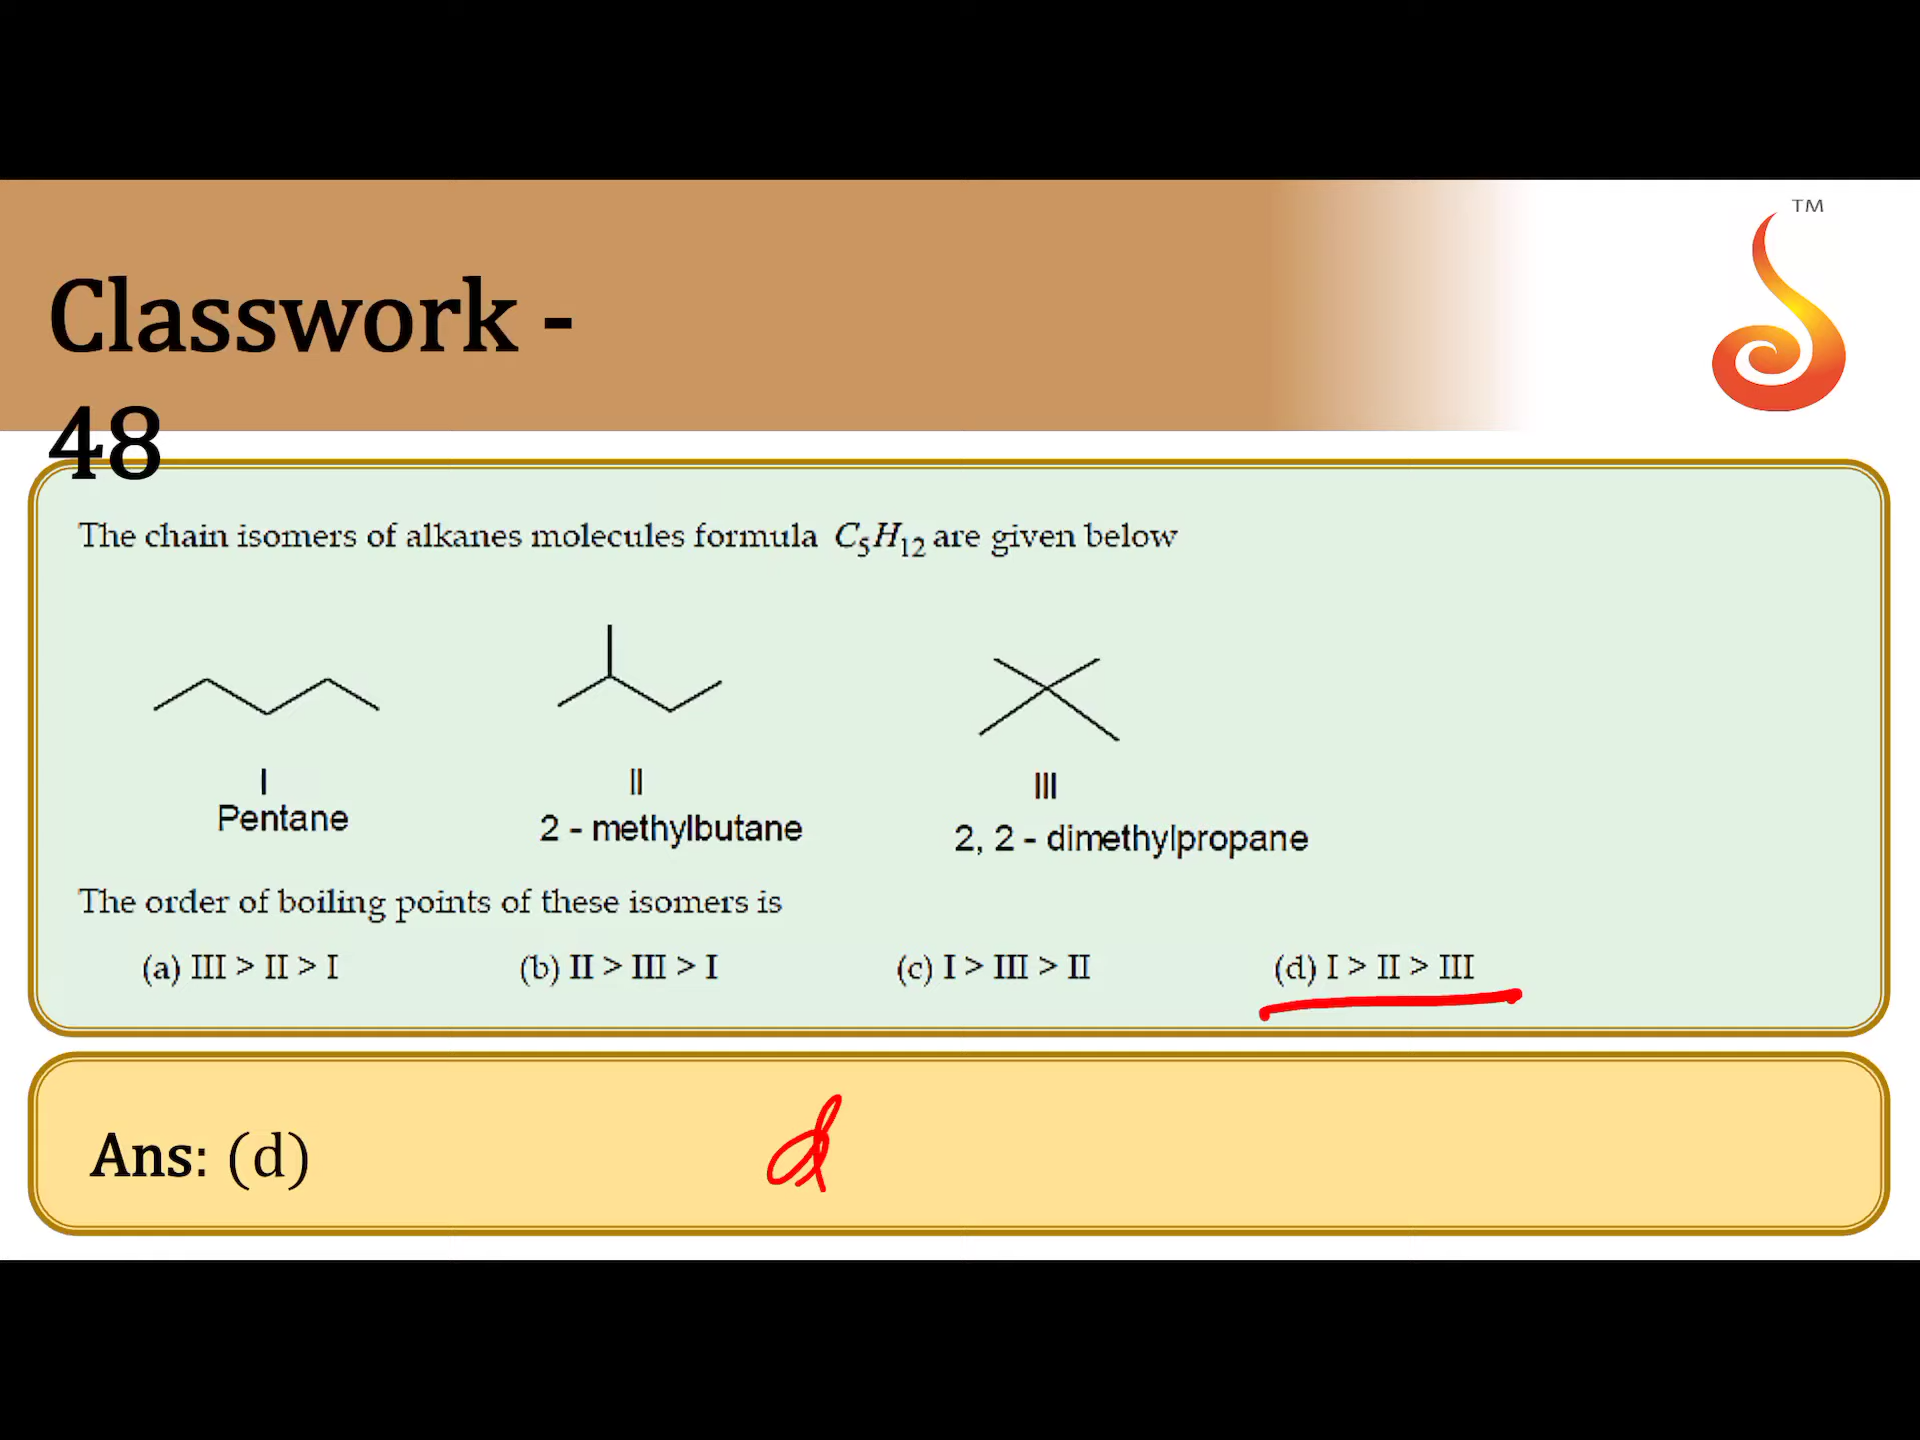 TM
Classwork -
48
The chain isomers of alkanes molecules formula C₅H₁₂ are given below
I II III
Pentane 2 - methylbutane 2, 2 - dimethylpropane
The order of boiling points of these isomers is
(a) III > II > I (b) II > III > I (c) I > III > II (d) I > II > III
Ans: (d) d